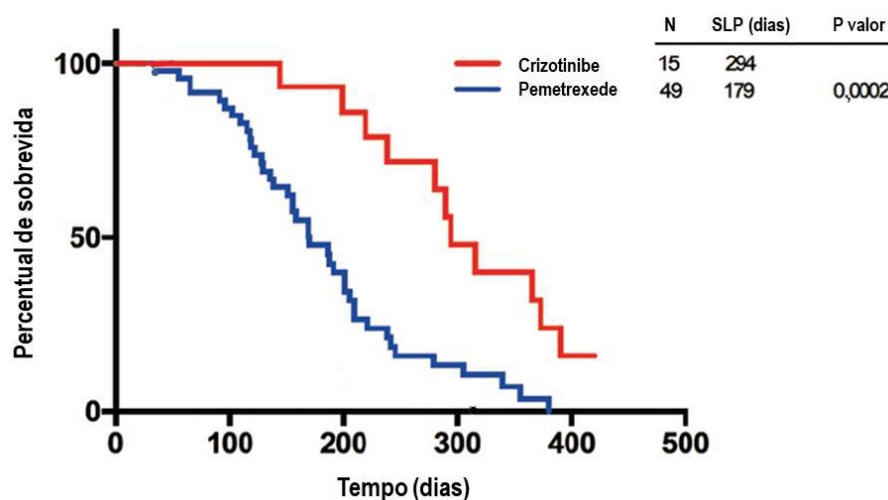 N SLP (dias) P valor
Crizotinibe 15 294
Pemetrexede 49 179 0,0002
Percentual de sobrevida
100
50
0
0 100 200 300 400 500
Tempo (dias)